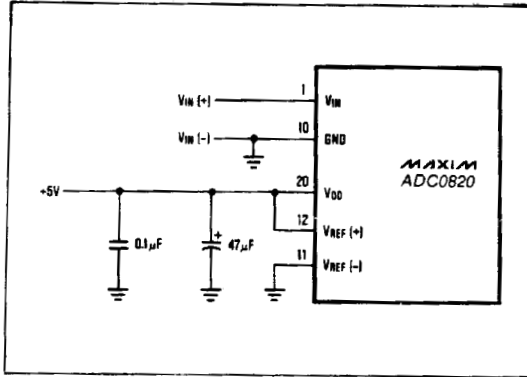 VIN (+)
1
VIN
VIN (-)
10
GND
MAXIM
ADC0820
+5V
20
VDD
12
VREF (+)
0.1µF
+
47µF
11
VREF (-)